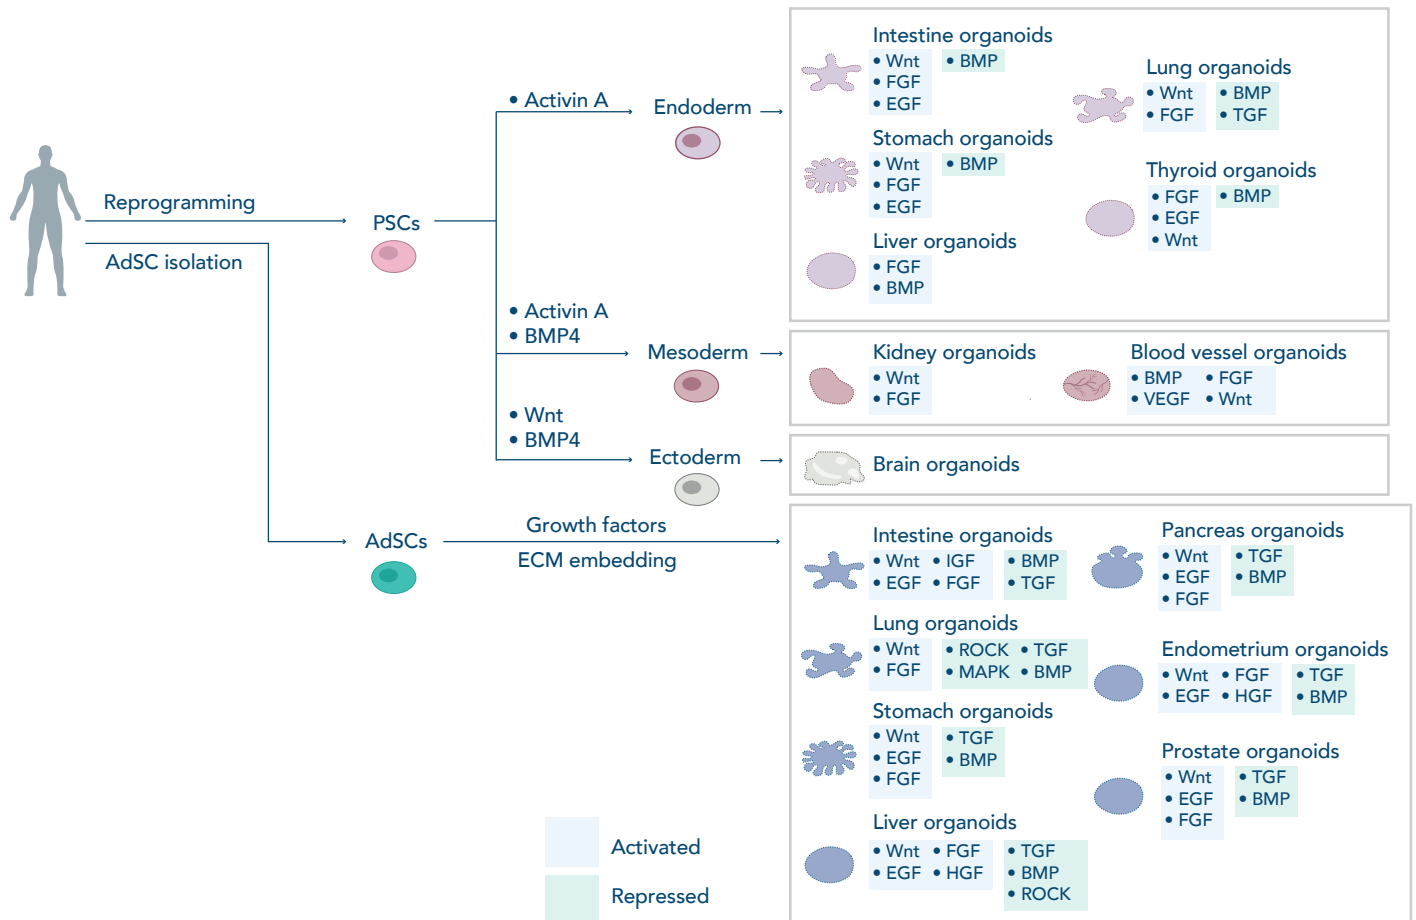 Reprogramming
AdSC isolation
PSCs
• Activin A
Endoderm
• Activin A
• BMP4
Mesoderm
• Wnt
• BMP4
Ectoderm
AdSCs
Growth factors
ECM embedding
Intestine organoids
• Wnt • BMP
• FGF
• EGF
Stomach organoids
• Wnt • BMP
• FGF
• EGF
Liver organoids
• FGF
• BMP
Lung organoids
• Wnt • BMP
• FGF • TGF
Thyroid organoids
• FGF • BMP
• EGF
• Wnt
Kidney organoids
• Wnt
• FGF
Blood vessel organoids
• BMP • FGF
• VEGF • Wnt
Brain organoids
Intestine organoids
• Wnt • IGF • BMP
• EGF • FGF • TGF
Lung organoids
• Wnt • ROCK • TGF
• FGF • MAPK • BMP
Stomach organoids
• Wnt • TGF
• EGF • BMP
• FGF
Liver organoids
• Wnt • FGF • TGF
• EGF • HGF • BMP
• ROCK
Pancreas organoids
• Wnt • TGF
• EGF • BMP
• FGF
Endometrium organoids
• Wnt • FGF • TGF
• EGF • HGF • BMP
Prostate organoids
• Wnt • TGF
• EGF • BMP
• FGF
Activated
Repressed